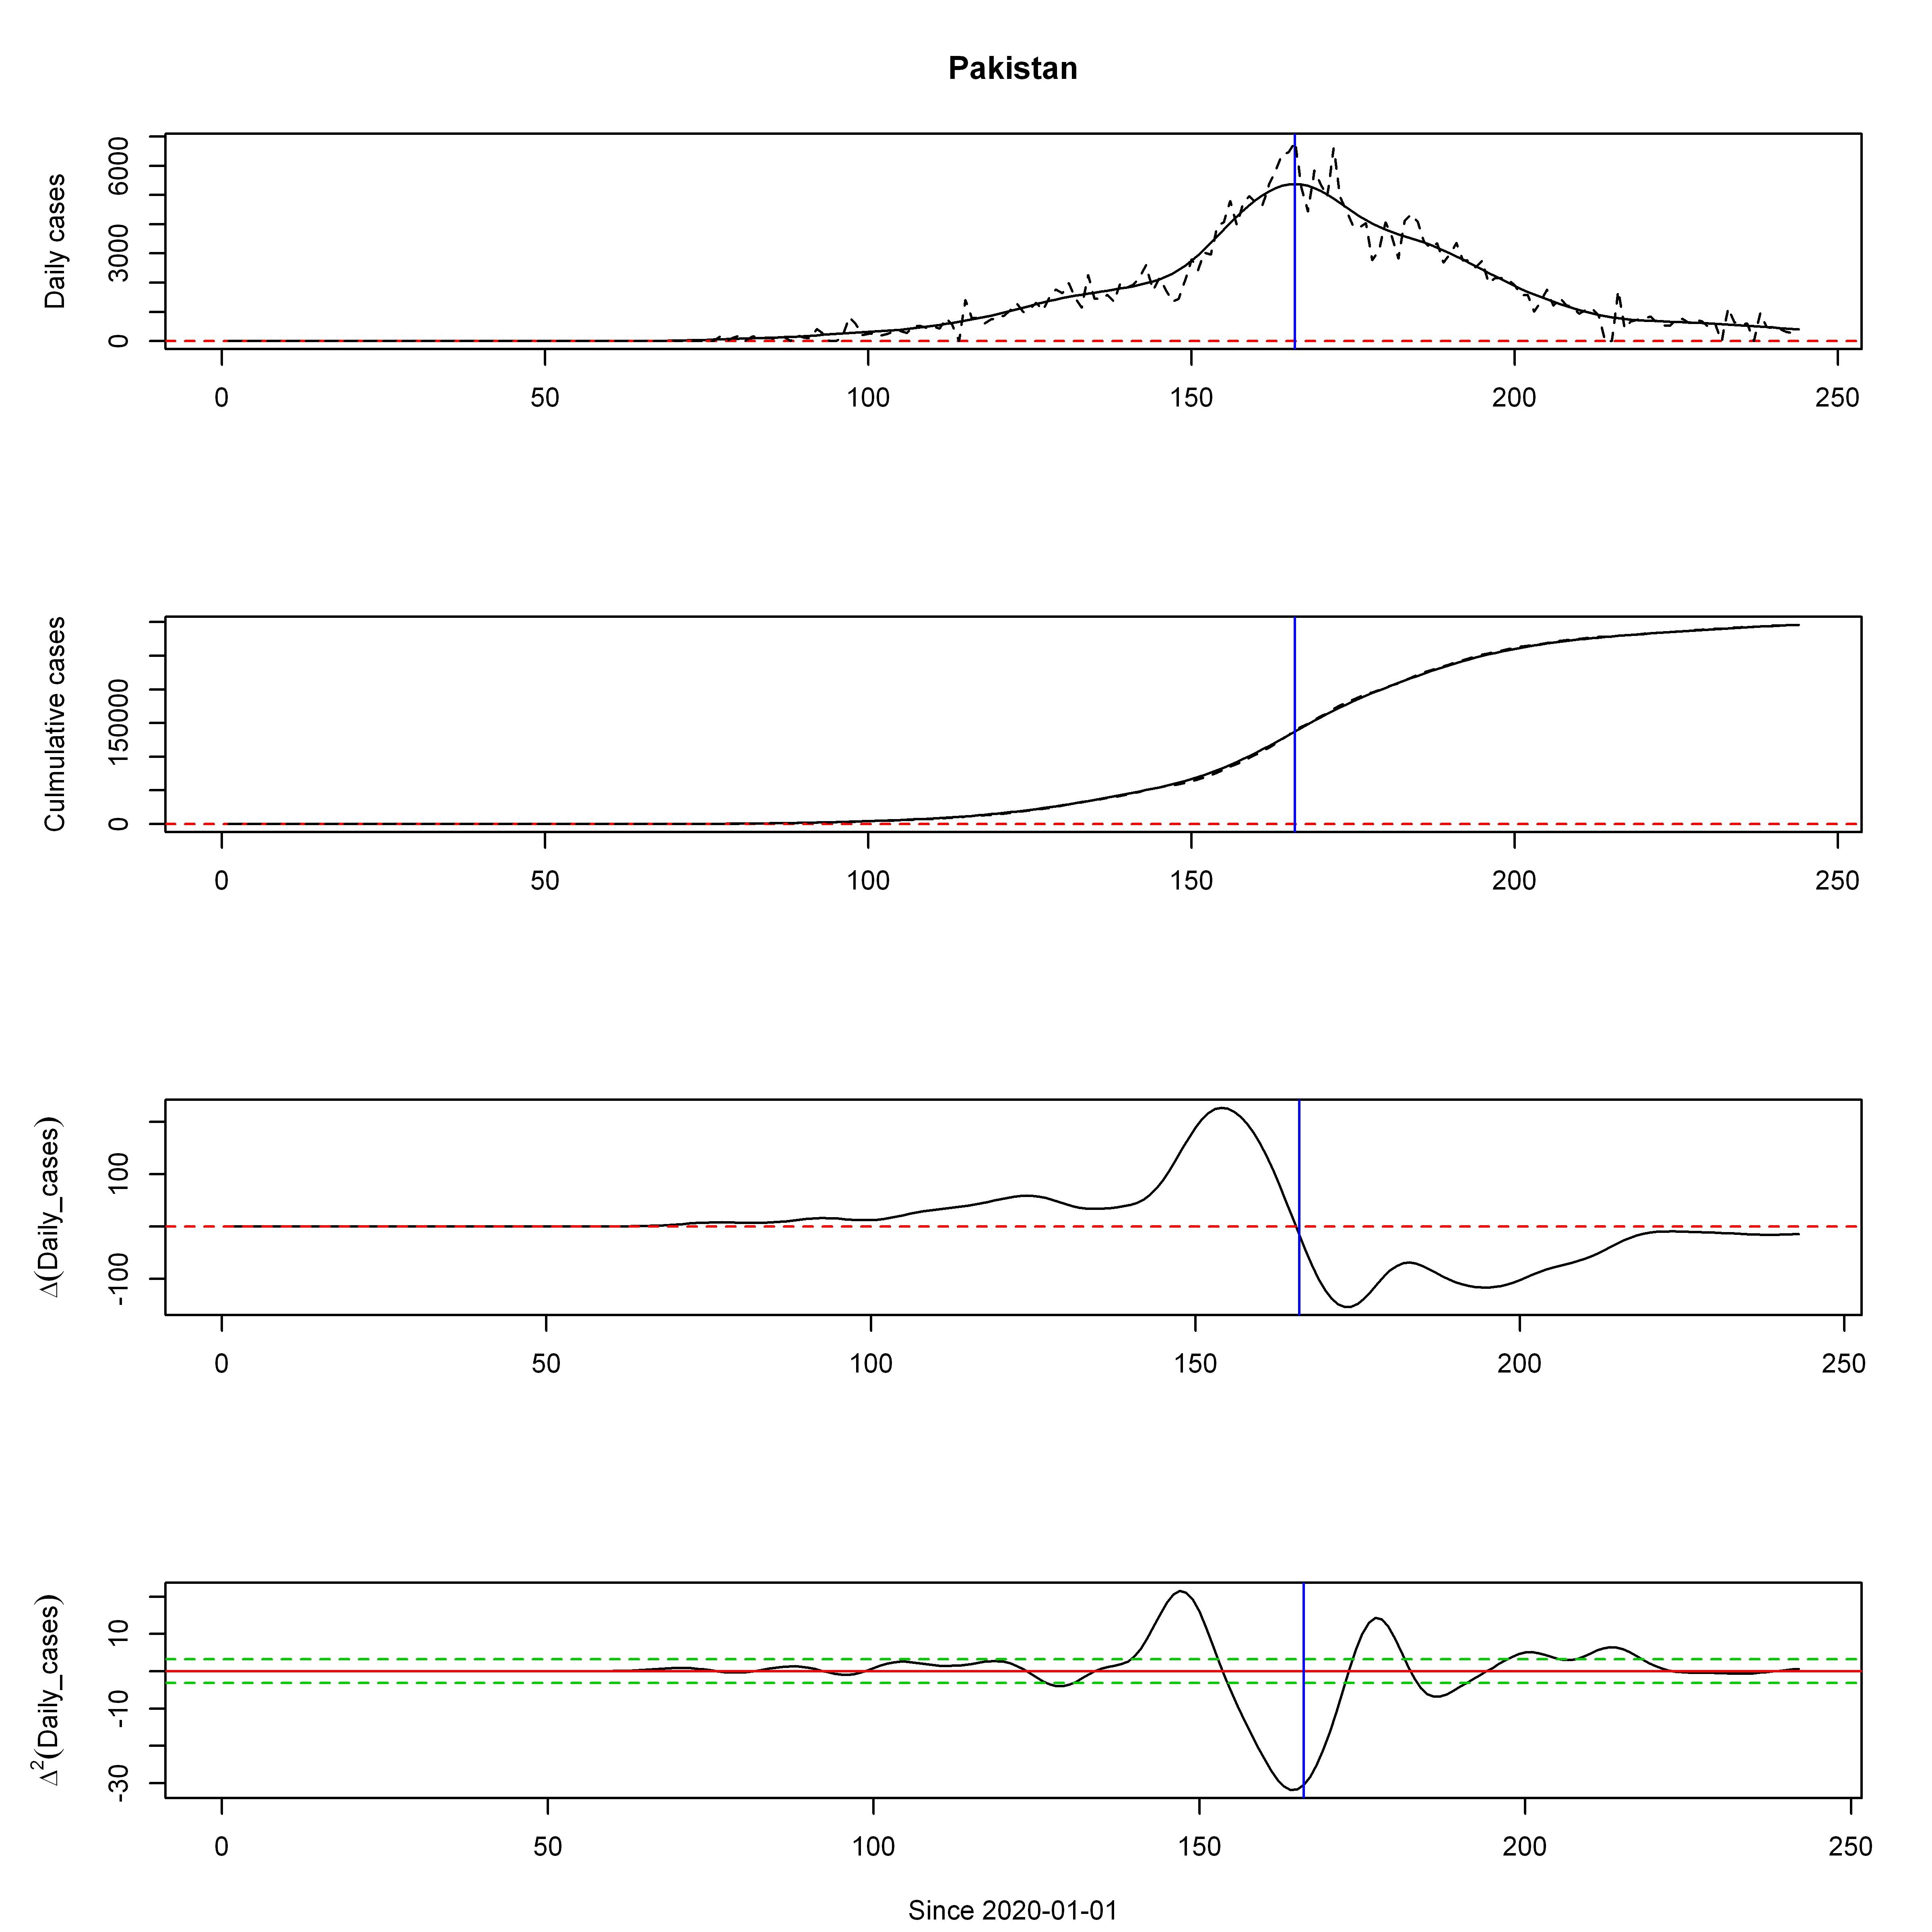 Pakistan
Daily cases
6000
3000
0
0 50 100 150 200 250
Culmulative cases
150000
0
0 50 100 150 200 250
Δ(Daily_cases)
100
-100
0 50 100 150 200 250
Δ²(Daily_cases)
10
-10
-30
0 50 100 150 200 250
Since 2020-01-01